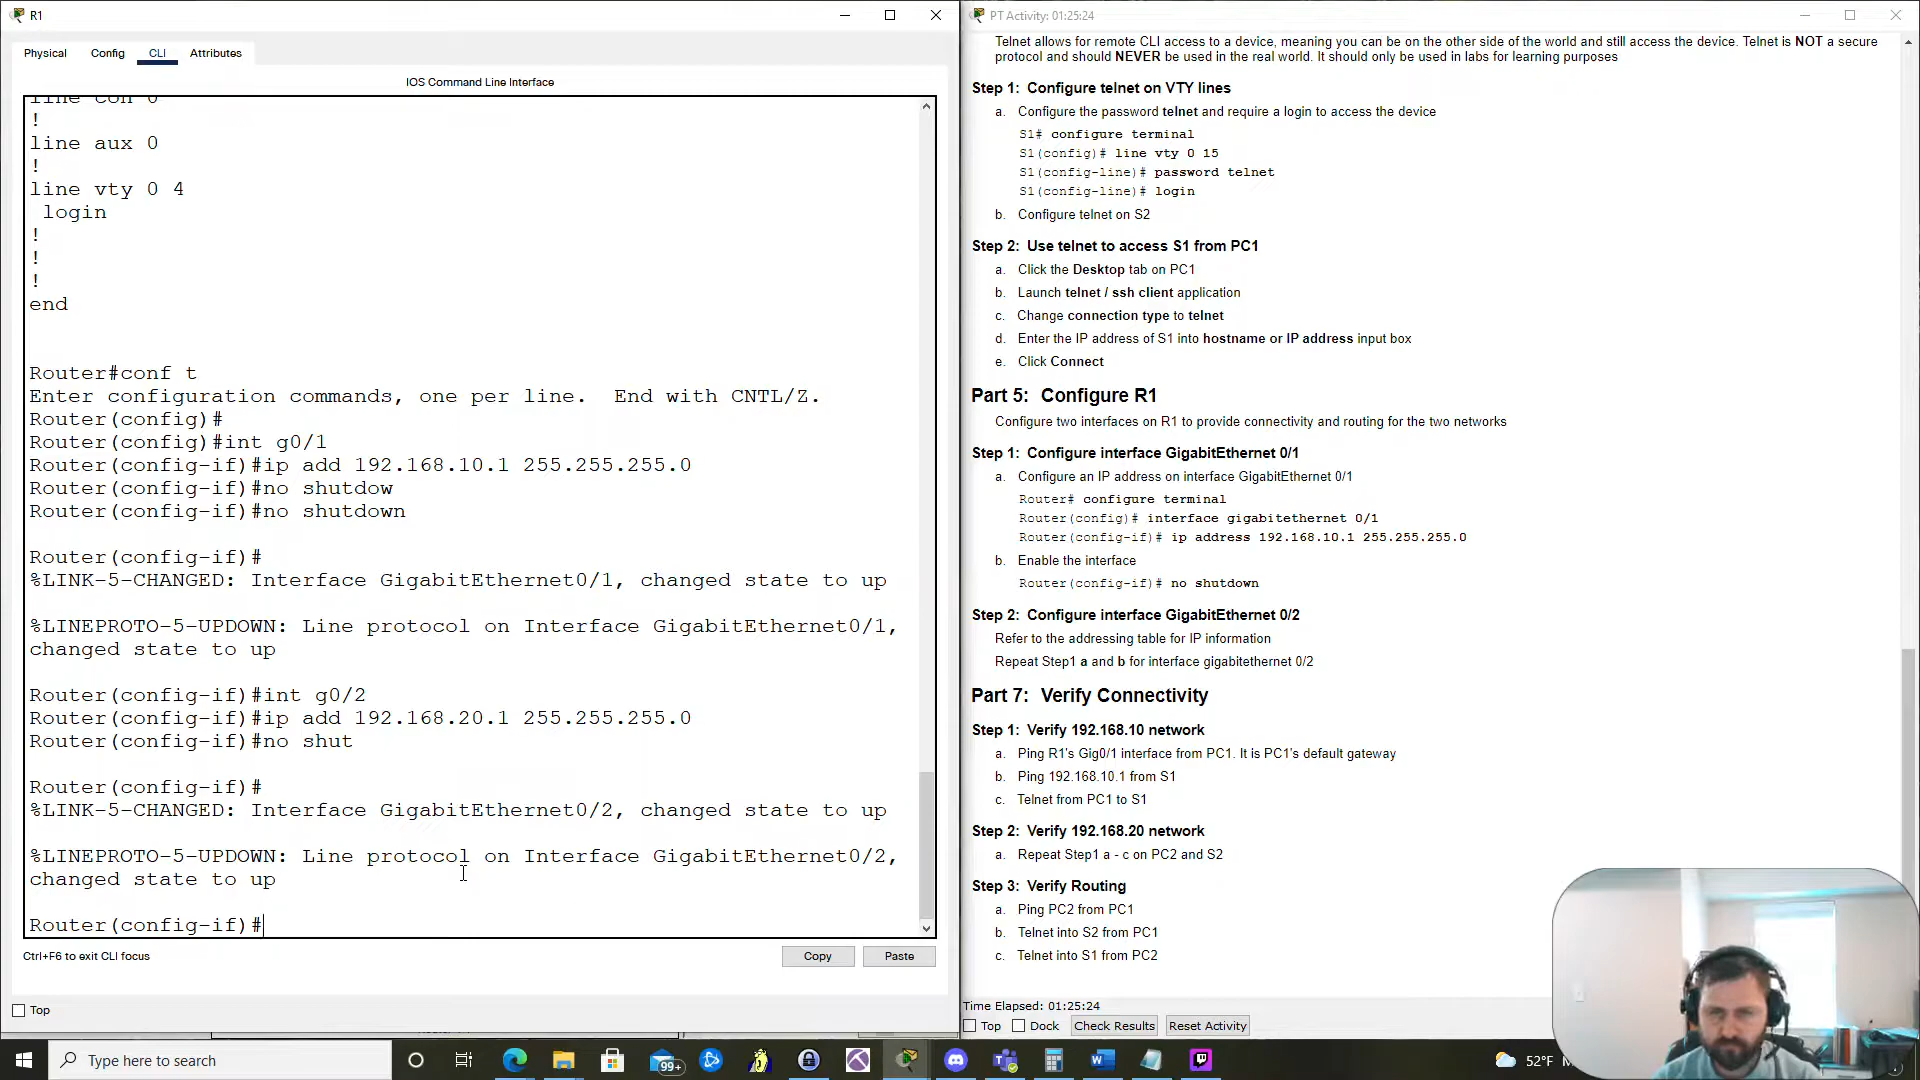 R1
Physical
Config
CLI
Attributes
IOS Command Line Interface
line con 0
!
line aux 0
!
line vty 0 4
login
!
!
!
end
Router#conf t
Enter configuration commands, one per line. End with CNTL/Z.
Router(config)#
Router(config)#int g0/1
Router(config-if)#ip add 192.168.10.1 255.255.255.0
Router(config-if)#no shutdow
Router(config-if)#no shutdown
Router(config-if)#
%LINK-5-CHANGED: Interface GigabitEthernet0/1, changed state to up
%LINEPROTO-5-UPDOWN: Line protocol on Interface GigabitEthernet0/1,
changed state to up
Router(config-if)#int g0/2
Router(config-if)#ip add 192.168.20.1 255.255.255.0
Router(config-if)#no shut
Router(config-if)#
%LINK-5-CHANGED: Interface GigabitEthernet0/2, changed state to up
%LINEPROTO-5-UPDOWN: Line protocol on Interface GigabitEthernet0/2,
changed state to up
Router(config-if)#
Ctrl+F6 to exit CLI focus
Copy
Paste
Top
PT Activity: 01:25:24
Telnet allows for remote CLI access to a device, meaning you can be on the other side of the world and still access the device. Telnet is NOT a secure
protocol and should NEVER be used in the real world. It should only be used in labs for learning purposes
Step 1: Configure telnet on VTY lines
a. Configure the password telnet and require a login to access the device
S1# configure terminal
S1(config)# line vty 0 15
S1(config-line)# password telnet
S1(config-line)# login
b. Configure telnet on S2
Step 2: Use telnet to access S1 from PC1
a. Click the Desktop tab on PC1
b. Launch telnet / ssh client application
c. Change connection type to telnet
d. Enter the IP address of S1 into hostname or IP address input box
e. Click Connect
Part 5: Configure R1
Configure two interfaces on R1 to provide connectivity and routing for the two networks
Step 1: Configure interface GigabitEthernet 0/1
a. Configure an IP address on interface GigabitEthernet 0/1
Router# configure terminal
Router(config)# interface gigabitethernet 0/1
Router(config-if)# ip address 192.168.10.1 255.255.255.0
b. Enable the interface
Router(config-if)# no shutdown
Step 2: Configure interface GigabitEthernet 0/2
Refer to the addressing table for IP information
Repeat Step1 a and b for interface gigabitethernet 0/2
Part 7: Verify Connectivity
Step 1: Verify 192.168.10 network
a. Ping R1's Gig0/1 interface from PC1. It is PC1's default gateway
b. Ping 192.168.10.1 from S1
c. Telnet from PC1 to S1
Step 2: Verify 192.168.20 network
a. Repeat Step1 a - c on PC2 and S2
Step 3: Verify Routing
a. Ping PC2 from PC1
b. Telnet into S2 from PC1
c. Telnet into S1 from PC2
Time Elapsed: 01:25:24
Top
Dock
Check Results
Reset Activity
Type here to search
99+
52°F